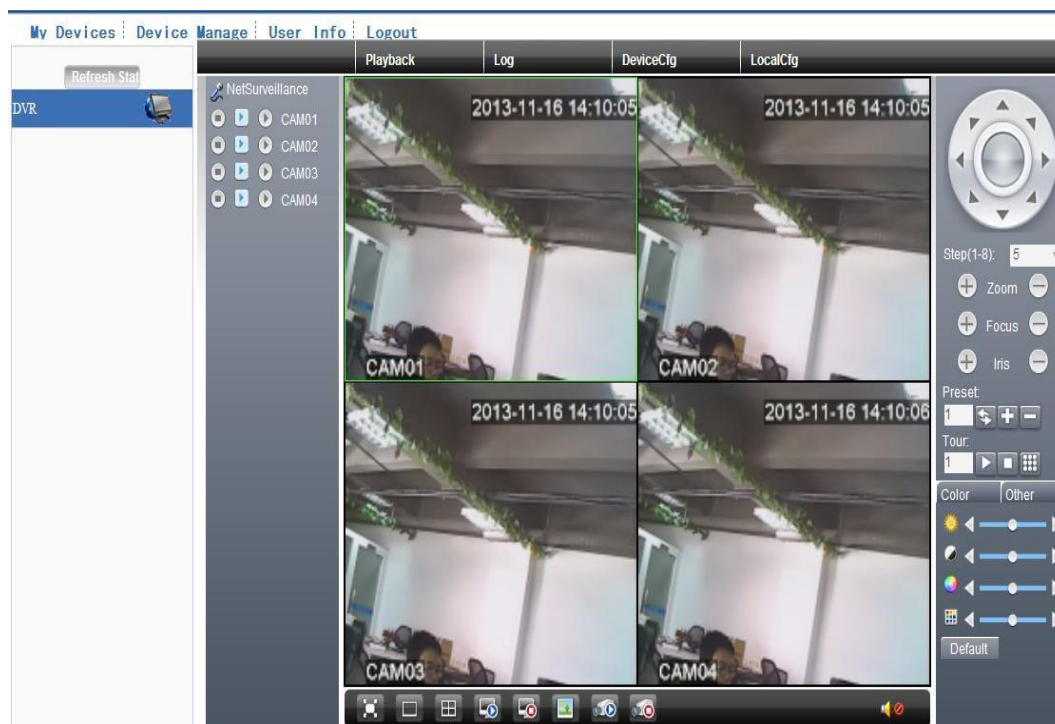 My Devices Device Manage User Info Logout
Playback Log DeviceCfg LocalCfg
Refresh Stat
DVR
NetSurveillance
CAM01
CAM02
CAM03
CAM04
2013-11-16 14:10:05
CAM01
2013-11-16 14:10:05
CAM02
2013-11-16 14:10:05
CAM03
2013-11-16 14:10:06
CAM04
Step(1-8): 5
Zoom
Focus
Iris
Preset:
1
Tour:
1
Color Other
Default